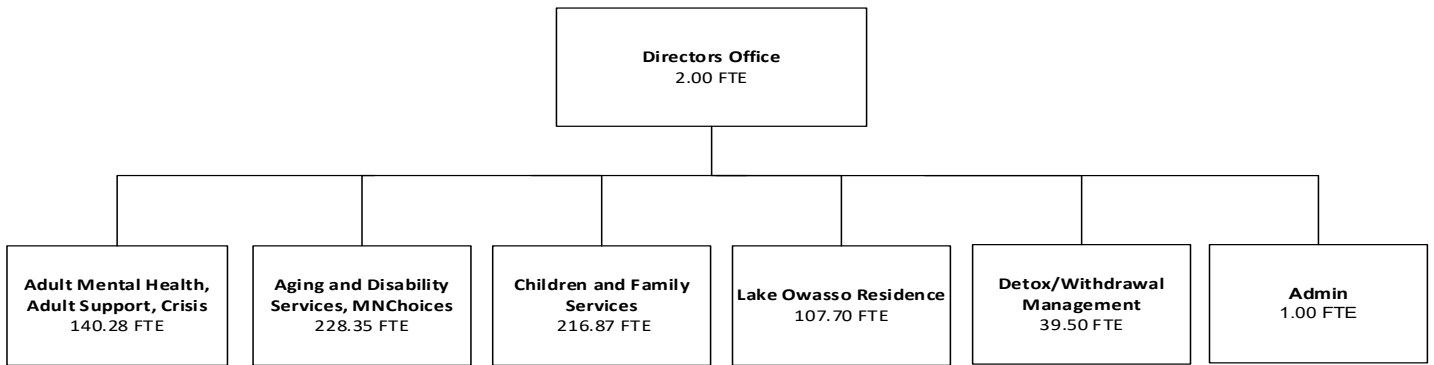 Directors Office
2.00 FTE
Adult Mental Health,
Adult Support, Crisis
140.28 FTE
Aging and Disability
Services, MNChoices
228.35 FTE
Children and Family
Services
216.87 FTE
Lake Owasso Residence
107.70 FTE
Detox/Withdrawal
Management
39.50 FTE
Admin
1.00 FTE